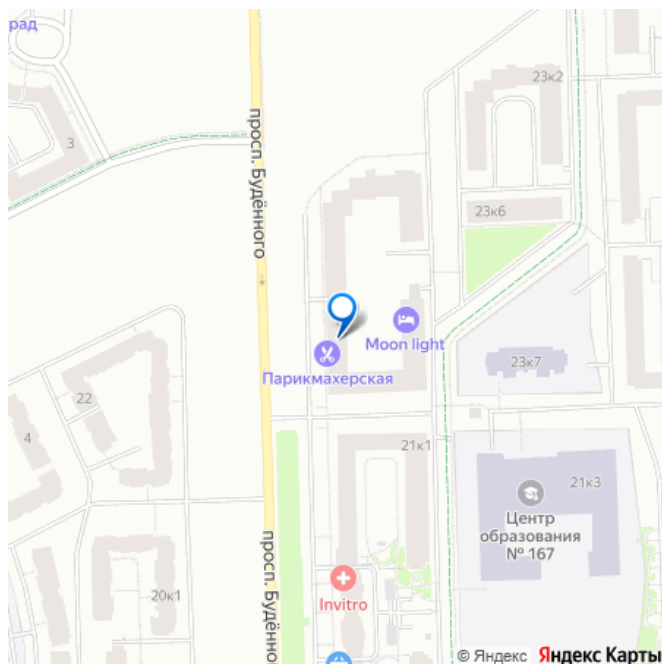 рад
23к2
3
просп. Будённого
23к6
Moon light
Парикмахерская
23к7
22
4
21к1
21к3
Центр
образования
№ 167
просп. Будённого
Invitro
20к1
© Яндекс Яндекс Карты